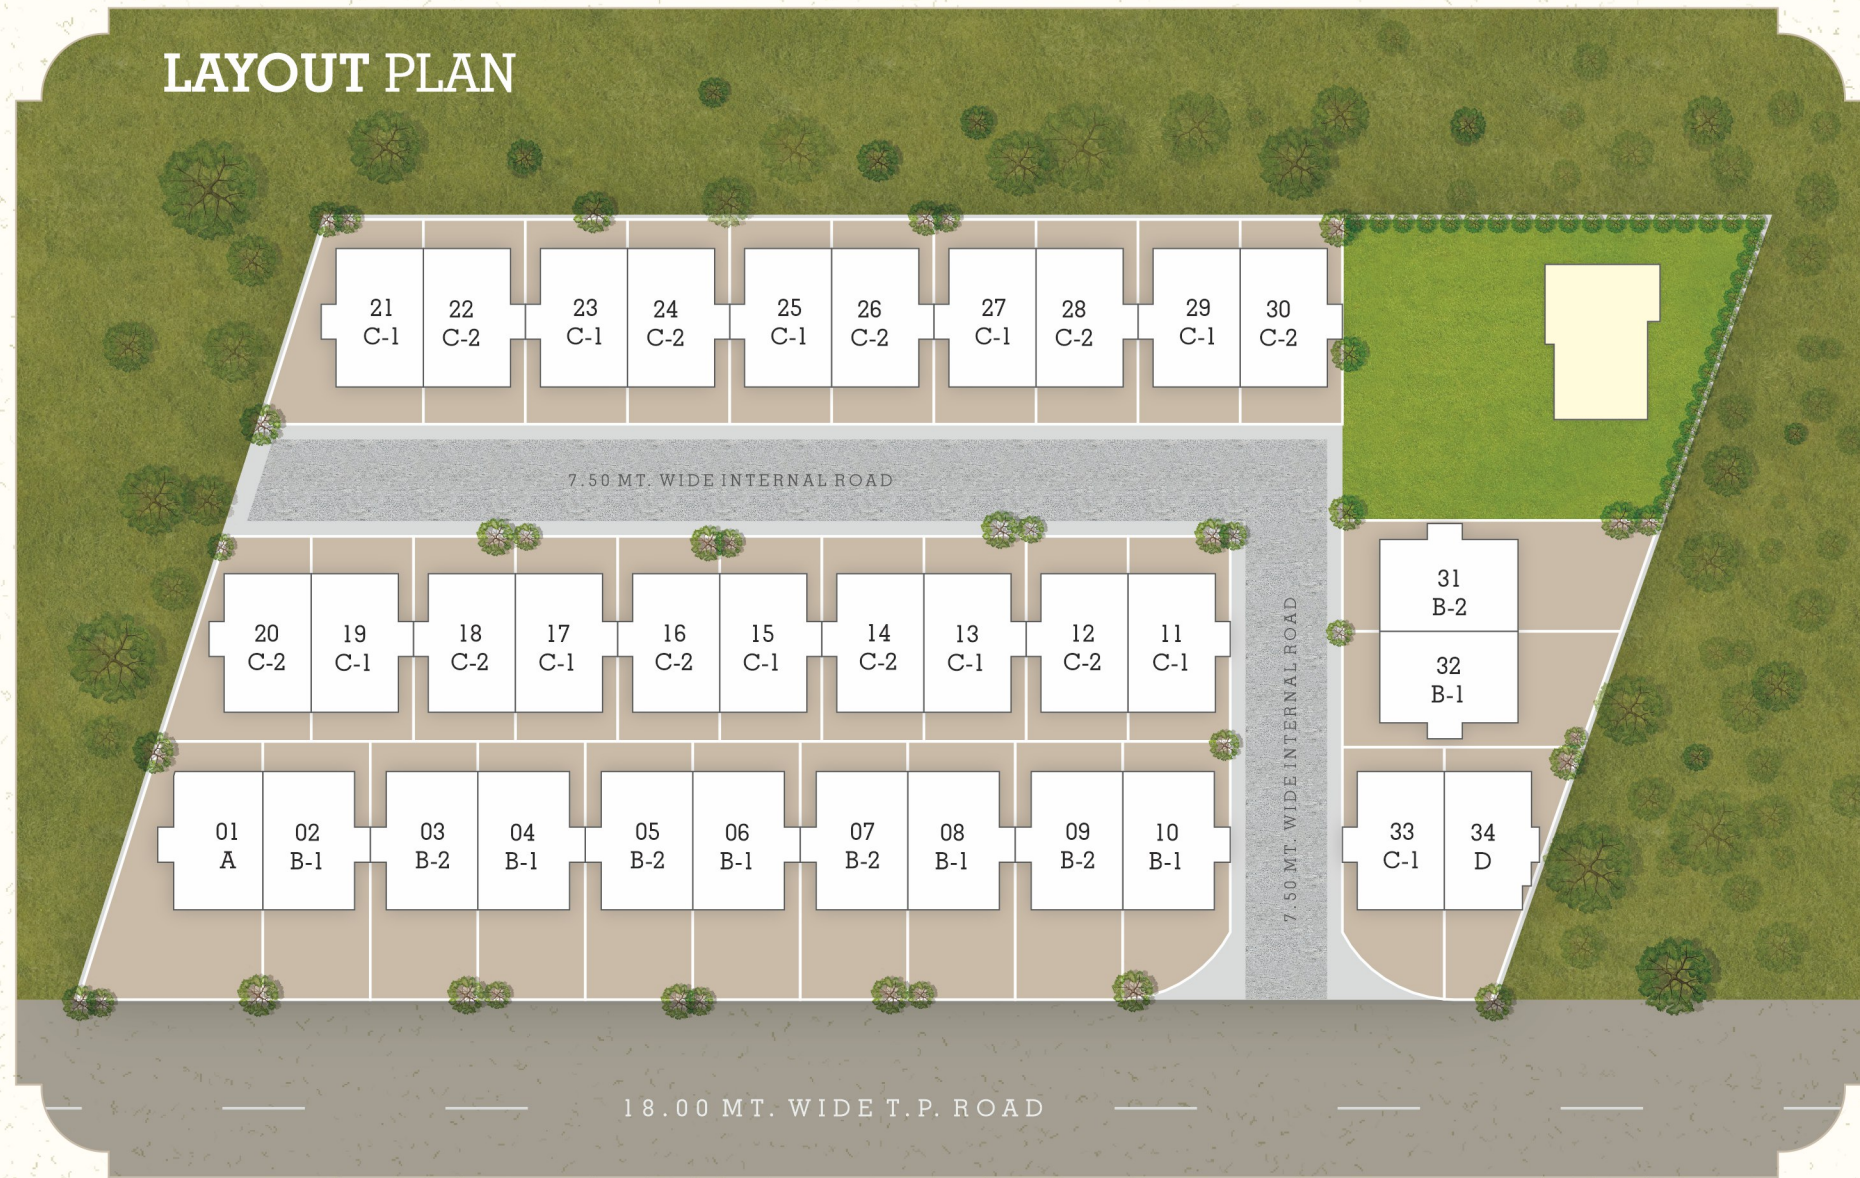 LAYOUT PLAN
21
C-1
22
C-2
23
C-1
24
C-2
25
C-1
26
C-2
27
C-1
28
C-2
29
C-1
30
C-2
7.50 MT. WIDE INTERNAL ROAD
20
C-2
19
C-1
18
C-2
17
C-1
16
C-2
15
C-1
14
C-2
13
C-1
12
C-2
11
C-1
7.50 MT. WIDE INTERNAL ROAD
31
B-2
32
B-1
01
A
02
B-1
03
B-2
04
B-1
05
B-2
06
B-1
07
B-2
08
B-1
09
B-2
10
B-1
33
C-1
34
D
18.00 MT. WIDE T.P. ROAD